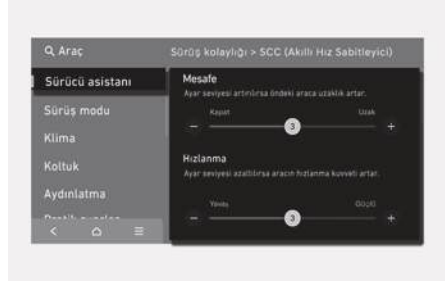 Araç
Sürüş kolaylığı > SCC (Akıllı Hız Sabitleyici)
Sürücü asistanı
Sürüş modu
Klima
Koltuk
Aydınlatma
Mesafe
Ayar seviyesi artırılırsa öndeki araca uzaklık artar.
Kapat
Uzak
− 3 +
Hızlanma
Ayar seviyesi azaltılırsa aracın hızlanma kuvveti artar.
Yavaş
Güçlü
− 3 +